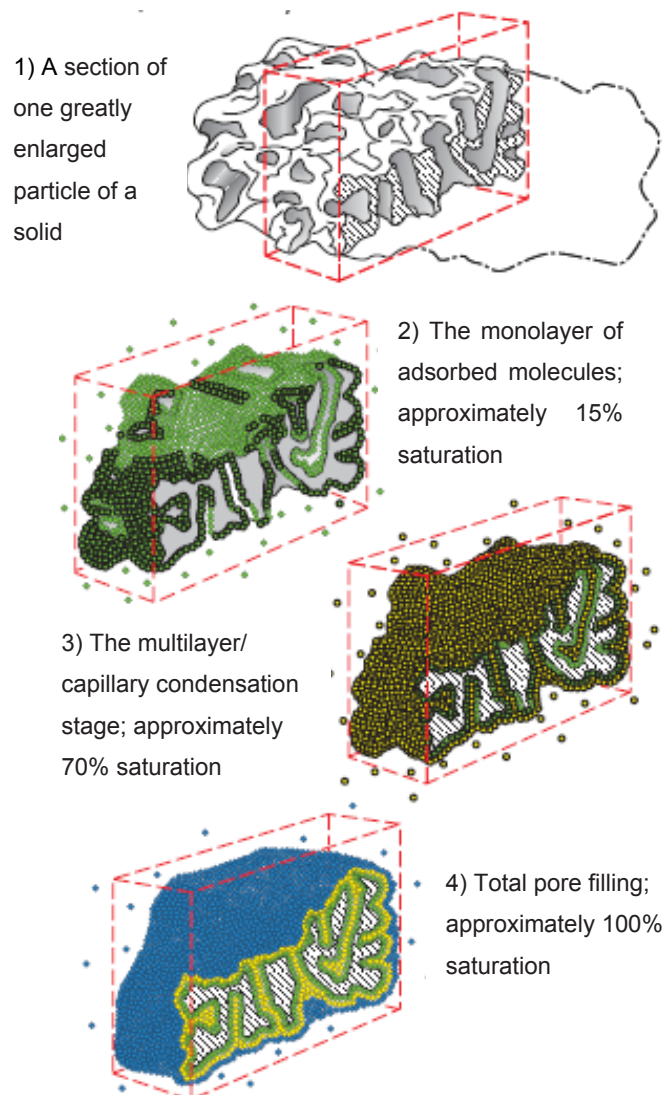 1) A section of
one greatly
enlarged
particle of a
solid
2) The monolayer of
adsorbed molecules;
approximately 15%
saturation
3) The multilayer/
capillary condensation
stage; approximately
70% saturation
4) Total pore filling;
approximately 100%
saturation